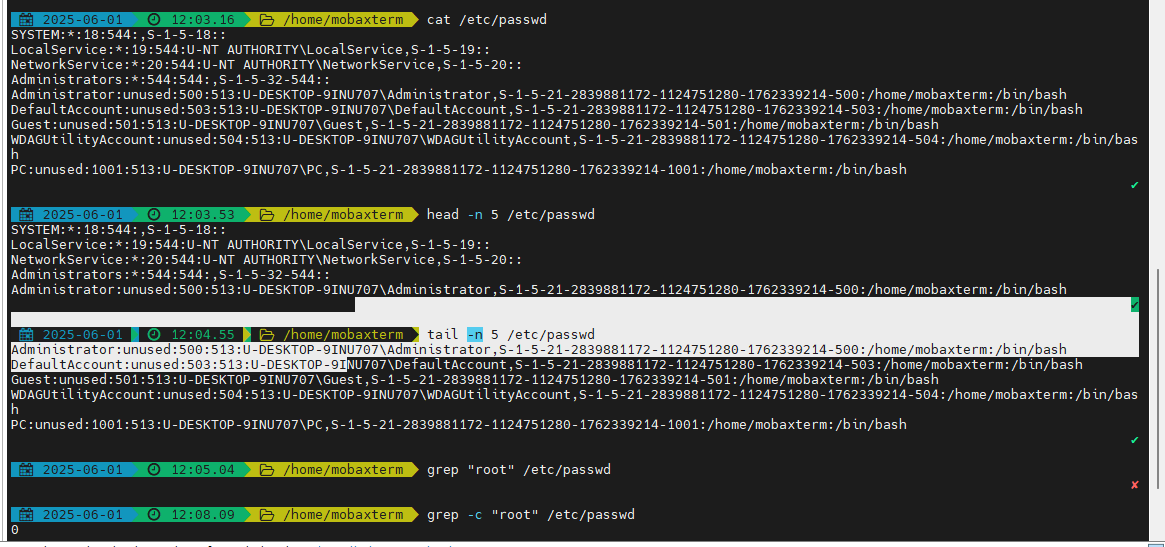 2025-06-01 12:03.16 /home/mobaxterm cat /etc/passwd
SYSTEM:*:18:544:,S-1-5-18::
LocalService:*:19:544:U-NT AUTHORITY\LocalService,S-1-5-19::
NetworkService:*:20:544:U-NT AUTHORITY\NetworkService,S-1-5-20::
Administrators:*:544:544:,S-1-5-32-544::
Administrator:unused:500:513:U-DESKTOP-9INU707\Administrator,S-1-5-21-2839881172-1124751280-1762339214-500:/home/mobaxterm:/bin/bash
DefaultAccount:unused:503:513:U-DESKTOP-9INU707\DefaultAccount,S-1-5-21-2839881172-1124751280-1762339214-503:/home/mobaxterm:/bin/bash
Guest:unused:501:513:U-DESKTOP-9INU707\Guest,S-1-5-21-2839881172-1124751280-1762339214-501:/home/mobaxterm:/bin/bash
WDAGUtilityAccount:unused:504:513:U-DESKTOP-9INU707\WDAGUtilityAccount,S-1-5-21-2839881172-1124751280-1762339214-504:/home/mobaxterm:/bin/bas
h
PC:unused:1001:513:U-DESKTOP-9INU707\PC,S-1-5-21-2839881172-1124751280-1762339214-1001:/home/mobaxterm:/bin/bash
✔
2025-06-01 12:03.53 /home/mobaxterm head -n 5 /etc/passwd
SYSTEM:*:18:544:,S-1-5-18::
LocalService:*:19:544:U-NT AUTHORITY\LocalService,S-1-5-19::
NetworkService:*:20:544:U-NT AUTHORITY\NetworkService,S-1-5-20::
Administrators:*:544:544:,S-1-5-32-544::
Administrator:unused:500:513:U-DESKTOP-9INU707\Administrator,S-1-5-21-2839881172-1124751280-1762339214-500:/home/mobaxterm:/bin/bash
✔
2025-06-01 12:04.55 /home/mobaxterm tail -n 5 /etc/passwd
Administrator:unused:500:513:U-DESKTOP-9INU707\Administrator,S-1-5-21-2839881172-1124751280-1762339214-500:/home/mobaxterm:/bin/bash
DefaultAccount:unused:503:513:U-DESKTOP-9INU707\DefaultAccount,S-1-5-21-2839881172-1124751280-1762339214-503:/home/mobaxterm:/bin/bash
Guest:unused:501:513:U-DESKTOP-9INU707\Guest,S-1-5-21-2839881172-1124751280-1762339214-501:/home/mobaxterm:/bin/bash
WDAGUtilityAccount:unused:504:513:U-DESKTOP-9INU707\WDAGUtilityAccount,S-1-5-21-2839881172-1124751280-1762339214-504:/home/mobaxterm:/bin/bas
h
PC:unused:1001:513:U-DESKTOP-9INU707\PC,S-1-5-21-2839881172-1124751280-1762339214-1001:/home/mobaxterm:/bin/bash
✔
2025-06-01 12:05.04 /home/mobaxterm grep "root" /etc/passwd
✘
2025-06-01 12:08.09 /home/mobaxterm grep -c "root" /etc/passwd
0